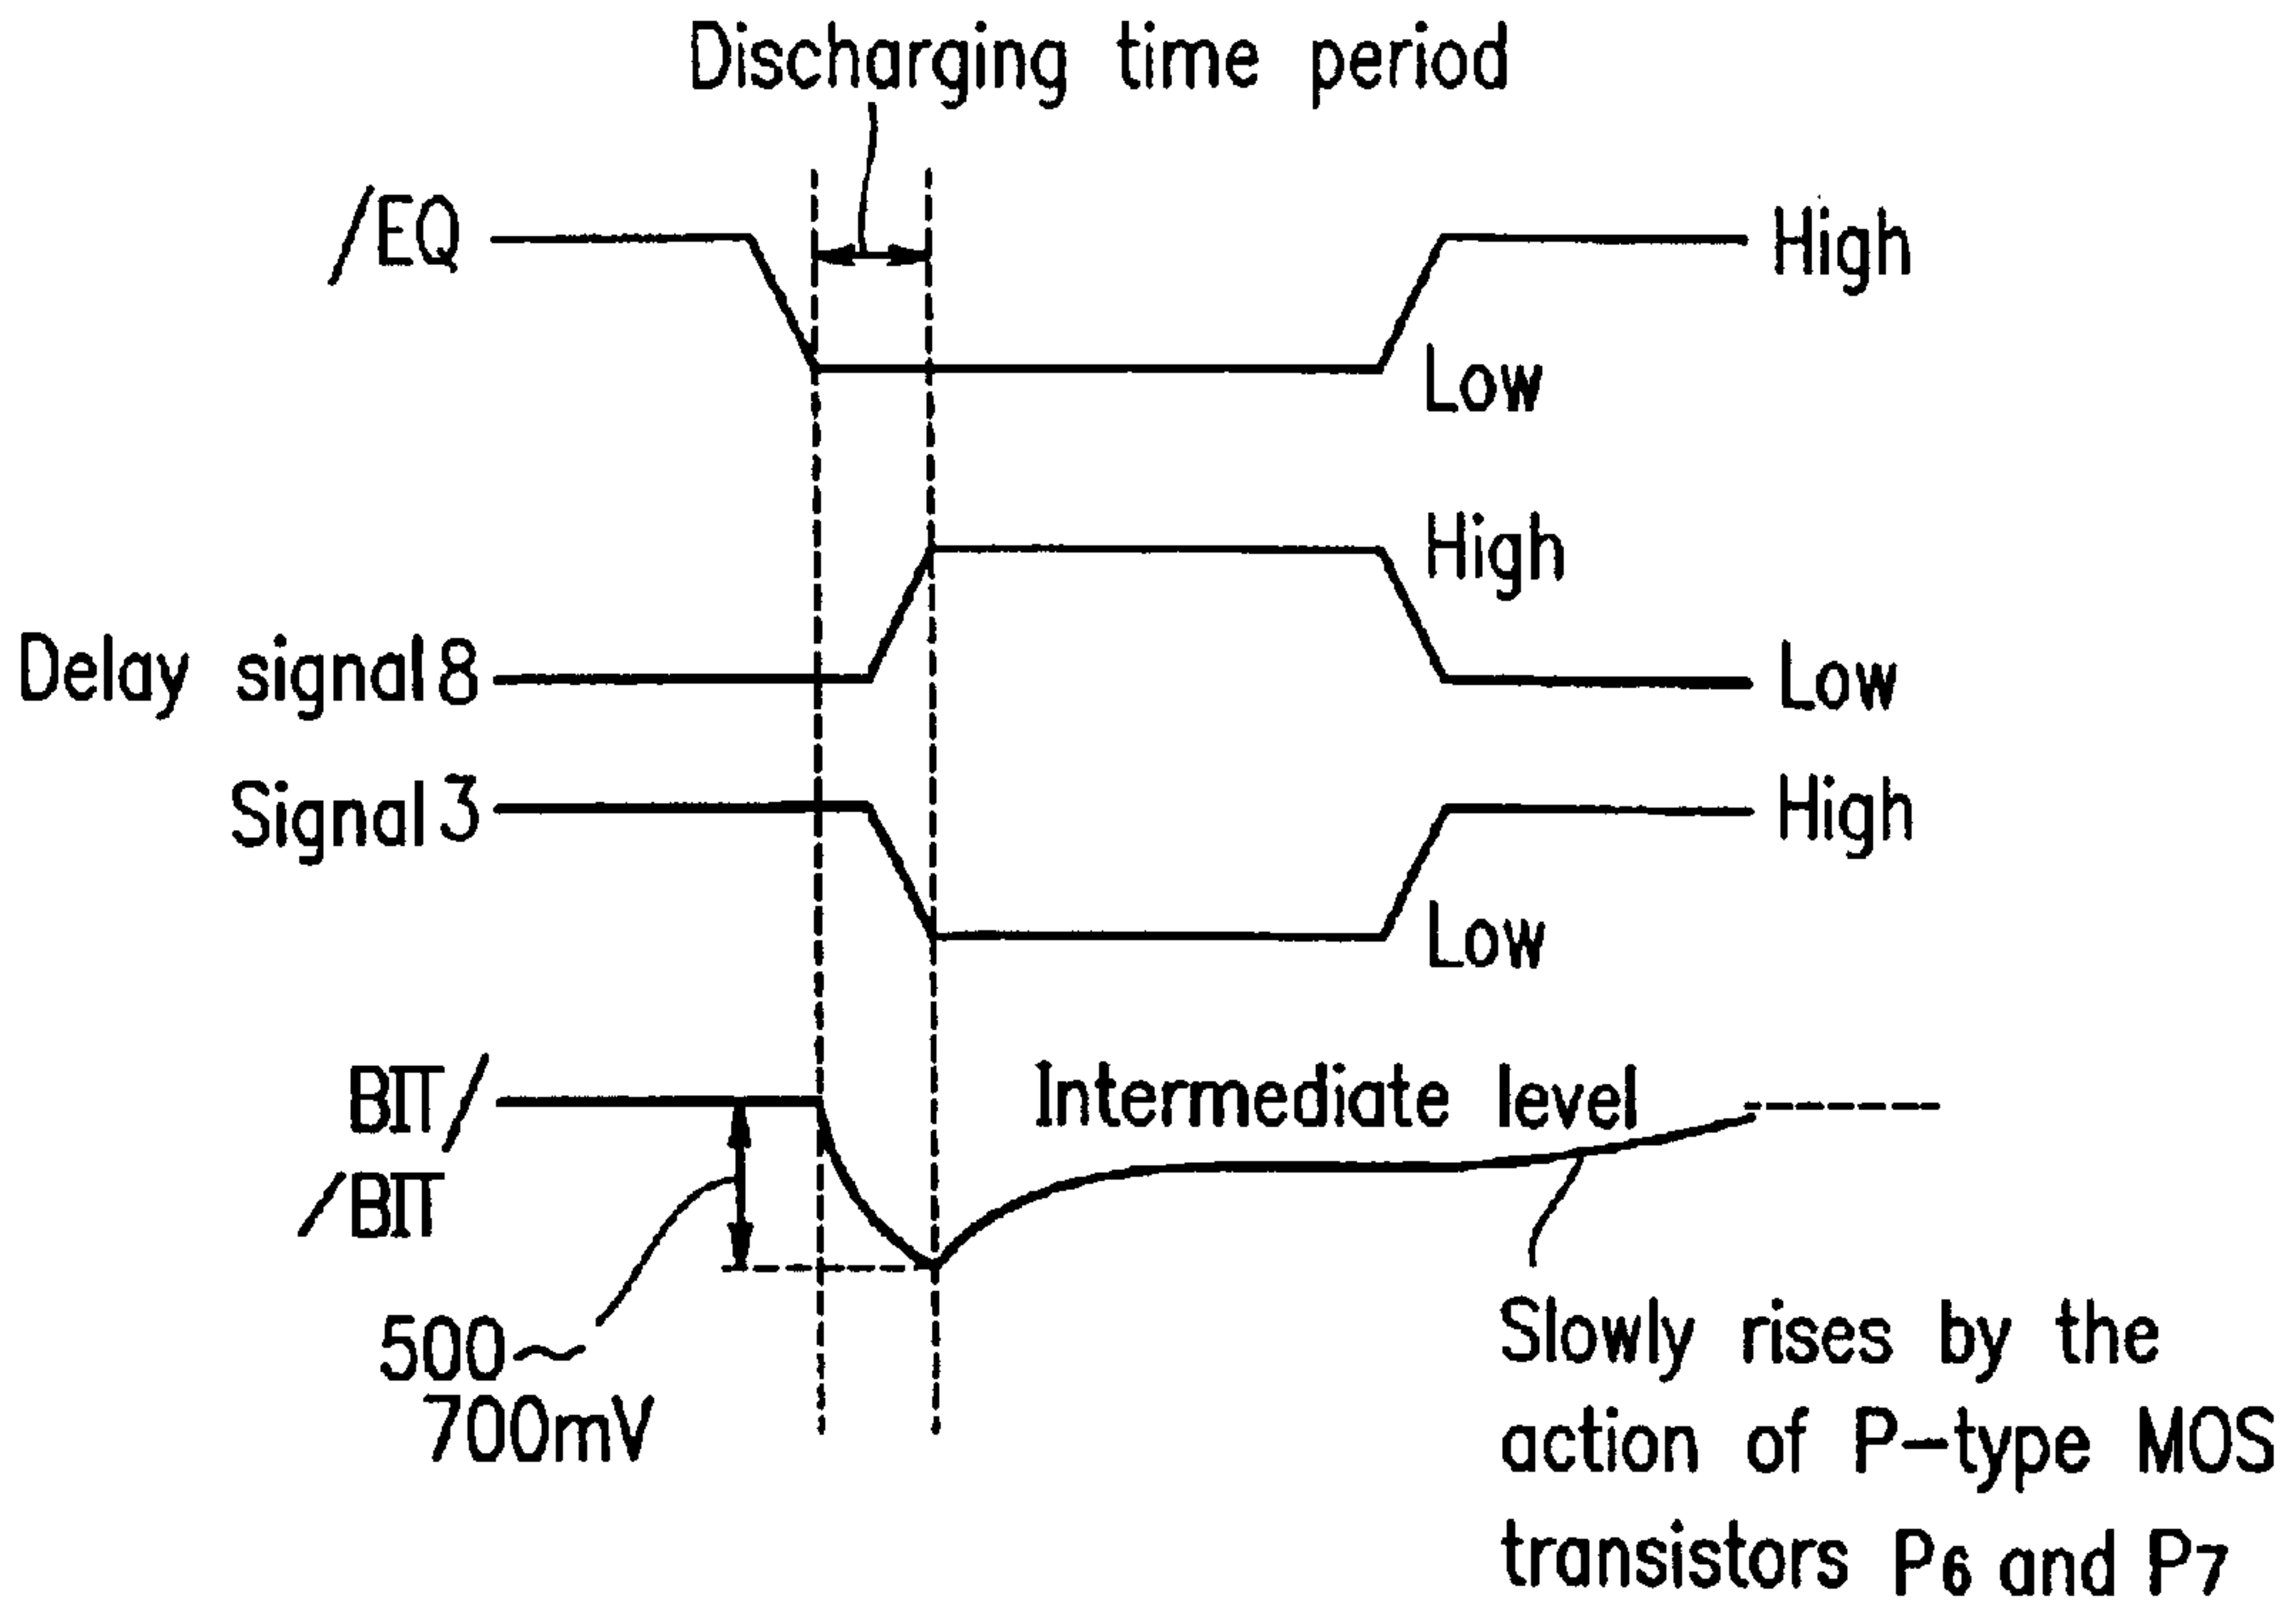 Discharging time period
/EQ
High
Low
High
Delay signal 8
Low
Signal 3
High
Low
BIT/
/BIT
Intermediate level
500~
700mV
Slowly rises by the
action of P-type MOS
transistors P6 and P7